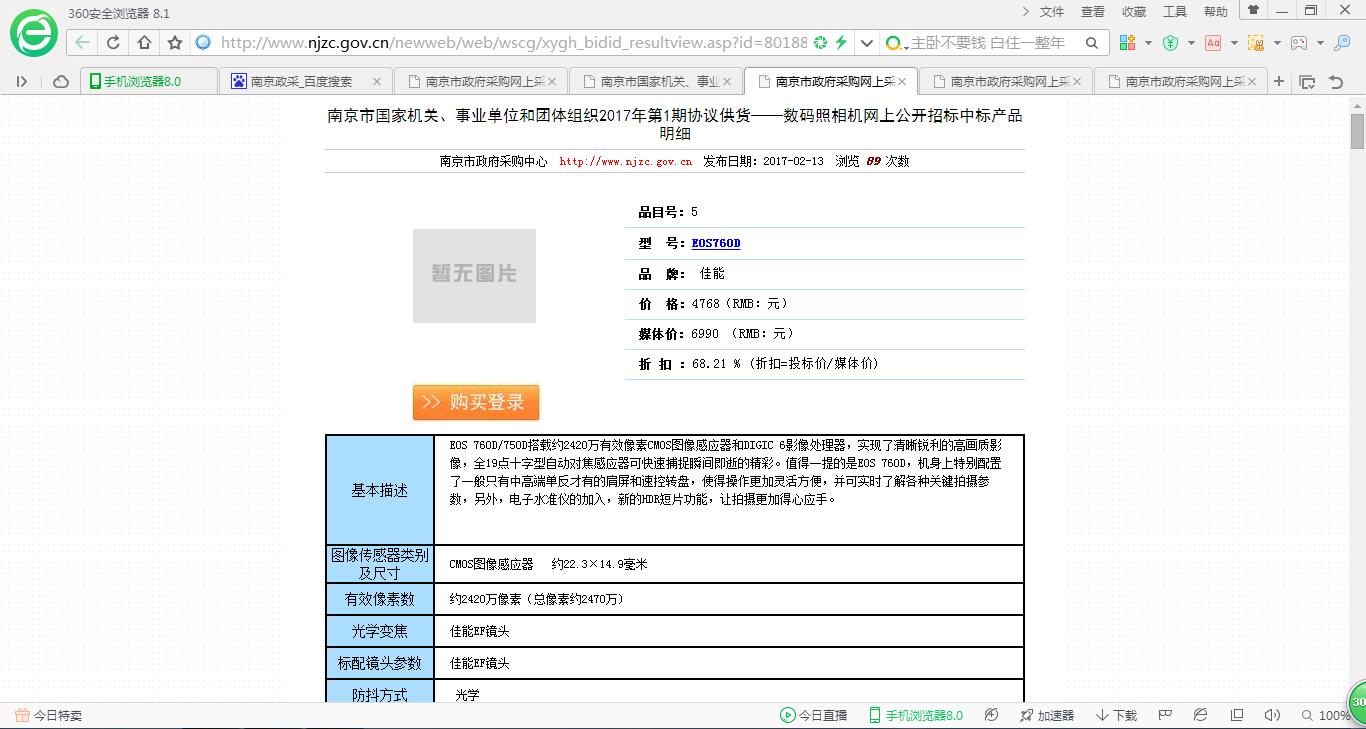 360安全浏览器 8.1
文件 查看 收藏 工具 帮助
http://www.njzc.gov.cn/newweb/web/wscg/xygh_bidid_resultview.asp?id=80188
主卧不要钱 白住一整年
手机浏览器8.0
南京政采_百度搜索
南京市政府采购网上采
南京市国家机关、事业
南京市政府采购网上采
南京市政府采购网上采
南京市政府采购网上采
南京市国家机关、事业单位和团体组织2017年第1期协议供货——数码照相机网上公开招标中标产品
明细
南京市政府采购中心 http://www.njzc.gov.cn 发布日期：2017-02-13 浏览 89 次数
品目号：5
型 号：EOS760D
暂无图片
品 牌： 佳能
价 格：4768（RMB：元）
媒体价：6990 （RMB：元）
折 扣 ：68.21 % (折扣=投标价/媒体价)
>> 购买登录
基本描述
EOS 760D/750D搭载约2420万有效像素CMOS图像感应器和DIGIC 6影像处理器，实现了清晰锐利的高画质影
像，全19点十字型自动对焦感应器可快速捕捉瞬间即逝的精彩。值得一提的是EOS 760D，机身上特别配置
了一般只有中高端单反才有的肩屏和速控转盘，使得操作更加灵活方便，并可实时了解各种关键拍摄参
数，另外，电子水准仪的加入，新的HDR短片功能，让拍摄更加得心应手。
图像传感器类别
及尺寸
CMOS图像感应器 约22.3×14.9毫米
有效像素数
约2420万像素（总像素约2470万）
光学变焦
佳能EF镜头
标配镜头参数
佳能EF镜头
防抖方式
光学
30
今日特卖
今日直播
手机浏览器8.0
加速器
下载
100%